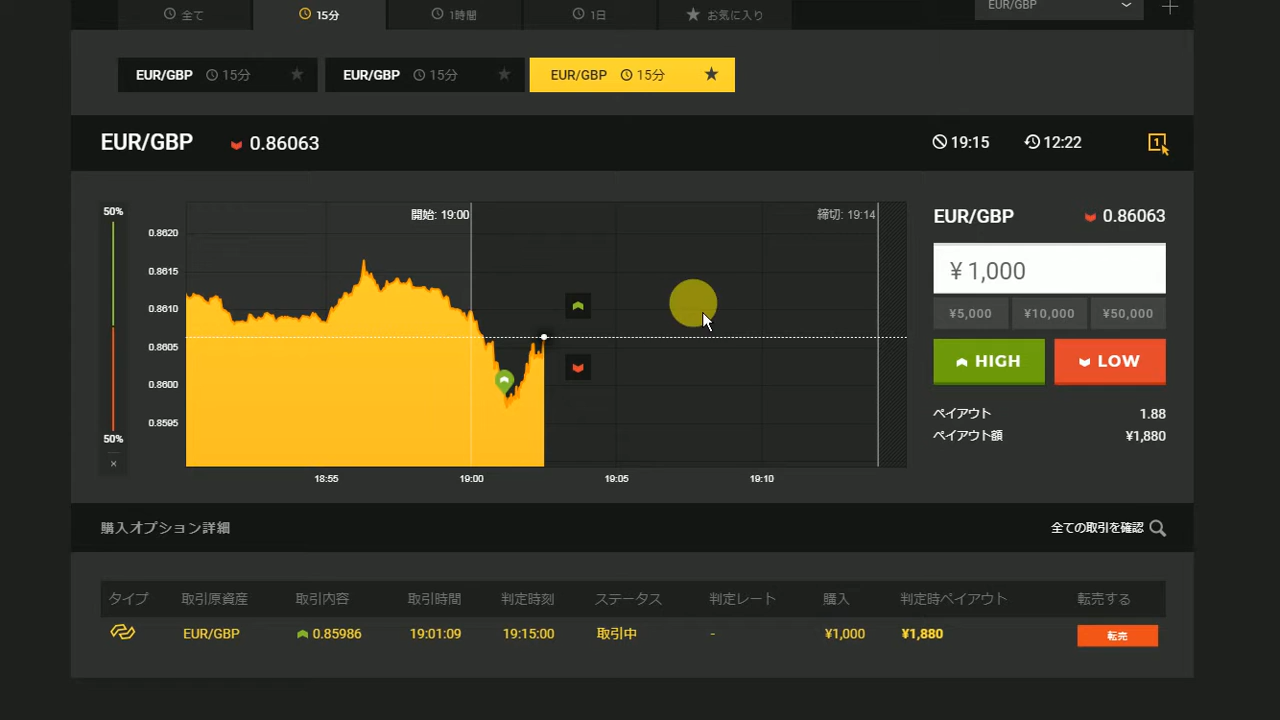 全て 15分 1時間 1日 お気に入り EUR/GBP
EUR/GBP 15分 EUR/GBP 15分 EUR/GBP 15分
EUR/GBP 0.86063 19:15 12:22 1
50% 開始: 19:00 締切: 19:14
0.8620
0.8615
0.8610
0.8605
0.8600
0.8595
50%
18:55 19:00 19:05 19:10
EUR/GBP 0.86063
¥ 1,000
¥5,000 ¥10,000 ¥50,000
HIGH LOW
ペイアウト 1.88
ペイアウト額 ¥1,880
購入オプション詳細 全ての取引を確認
タイプ 取引原資産 取引内容 取引時間 判定時刻 ステータス 判定レート 購入 判定時ペイアウト 転売する
EUR/GBP 0.85986 19:01:09 19:15:00 取引中 - ¥1,000 ¥1,880 転売